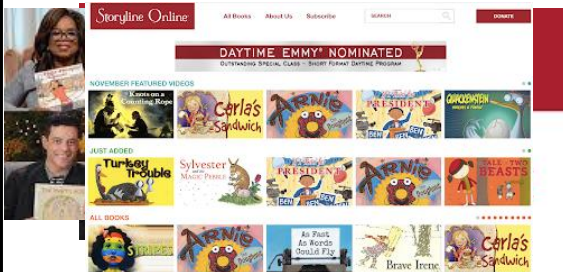 Storyline Online®
All Books
About Us
Subscribe
SEARCH
DONATE
DAYTIME EMMY® NOMINATED
OUTSTANDING SPECIAL CLASS – SHORT FORMAT DAYTIME PROGRAM
NOVEMBER FEATURED VIDEOS
Knots on a
Counting Rope
Carla's
Sandwich
ARNIE
PRESIDENT
BEN BEN BEN
QUACKENSTEIN
JUST ADDED
Turkey
Trouble
Sylvester
and the
MAGIC PEBBLE
PRESIDENT
BEN BEN
ARNIE
TALE TWO
BEASTS
ALL BOOKS
STRIPES
ARNIE
As Fast
As Words
Could Fly
Brave Irene
Carla's
Sandwich